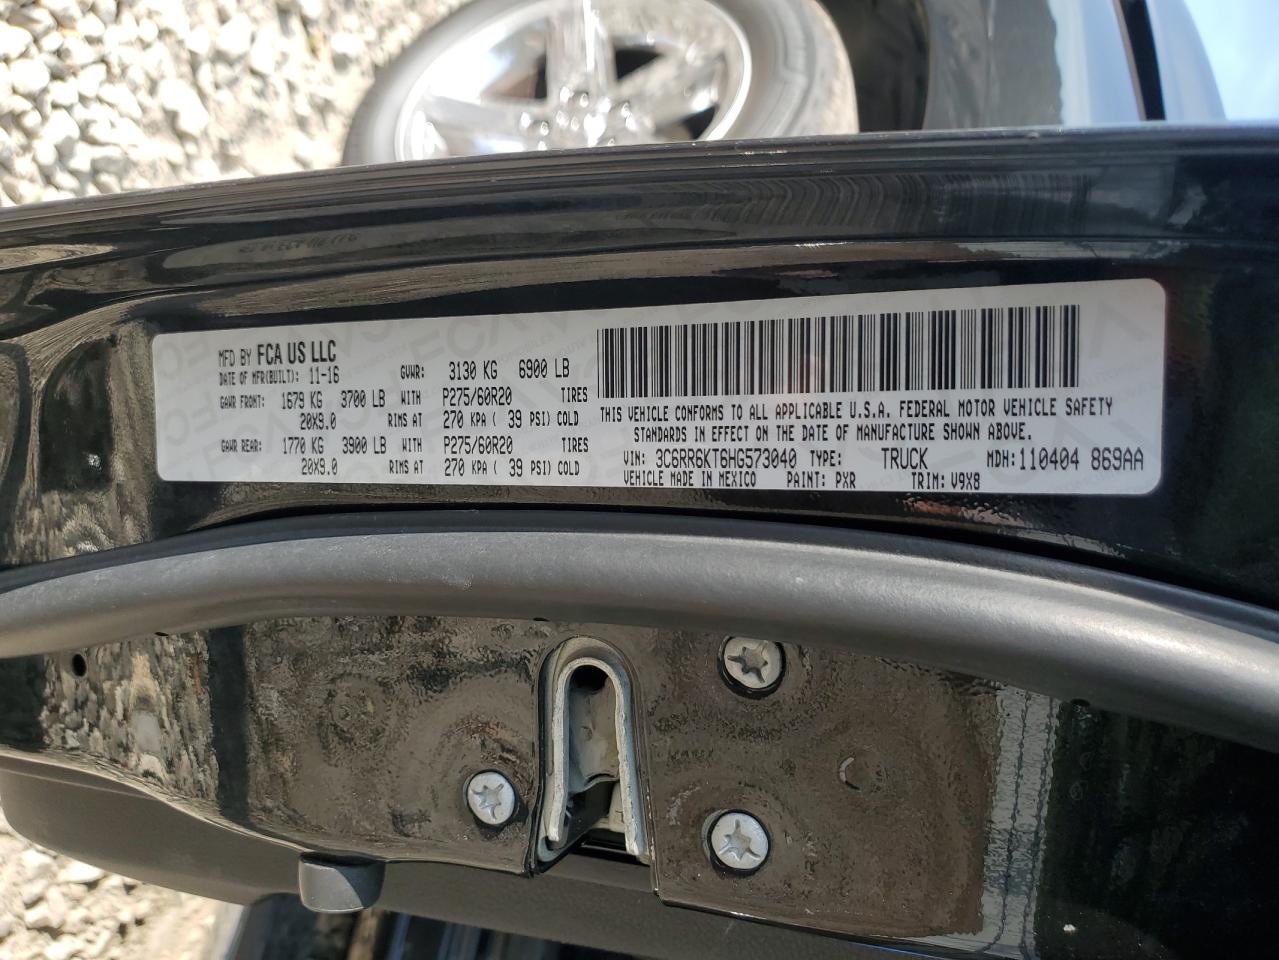 MFD BY FCA US LLC
DATE OF MFR(BUILT): 11-16 GVWR: 3130 KG 6900 LB
GAWR FRONT: 1679 KG 3700 LB WITH P275/60R20 TIRES
20X9.0 RIMS AT 270 KPA ( 39 PSI) COLD
GAWR REAR: 1770 KG 3900 LB WITH P275/60R20 TIRES
20X9.0 RIMS AT 270 KPA ( 39 PSI) COLD
THIS VEHICLE CONFORMS TO ALL APPLICABLE U.S.A. FEDERAL MOTOR VEHICLE SAFETY
STANDARDS IN EFFECT ON THE DATE OF MANUFACTURE SHOWN ABOVE.
VIN: 3C6RR6KT6HG573040 TYPE: TRUCK MDH: 110404 869AA
VEHICLE MADE IN MEXICO PAINT: PXR TRIM: V9X8